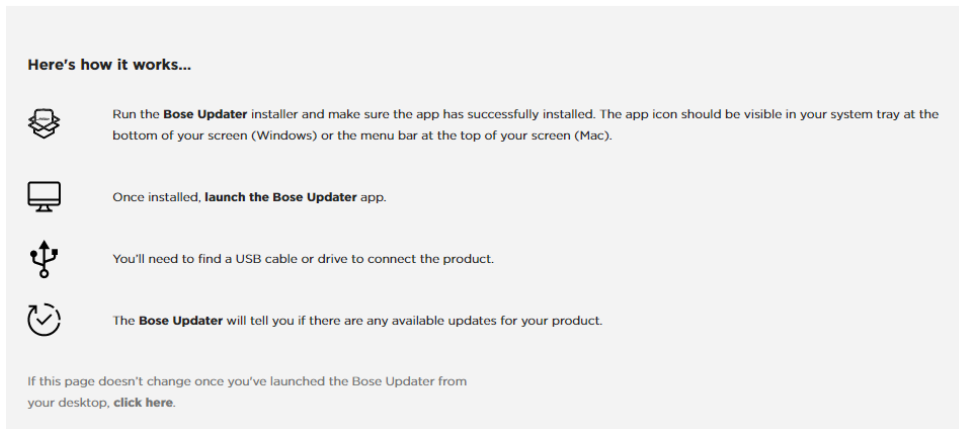 Here's how it works...
Run the Bose Updater installer and make sure the app has successfully installed. The app icon should be visible in your system tray at the
bottom of your screen (Windows) or the menu bar at the top of your screen (Mac).
Once installed, launch the Bose Updater app.
You'll need to find a USB cable or drive to connect the product.
The Bose Updater will tell you if there are any available updates for your product.
If this page doesn't change once you've launched the Bose Updater from
your desktop, click here.